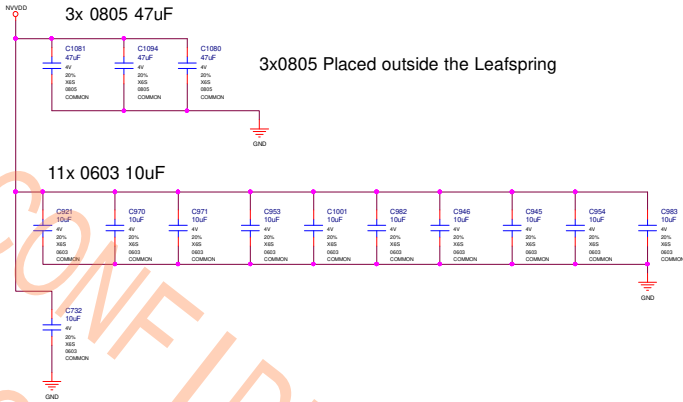 NVVDD
3x 0805 47uF
C1081
47uF
4V
20%
X6S
0805
COMMON
C1094
47uF
4V
20%
X6S
0805
COMMON
C1080
47uF
4V
20%
X6S
0805
COMMON
3x0805 Placed outside the Leafspring
GND
11x 0603 10uF
C921
10uF
4V
20%
X6S
0603
COMMON
C970
10uF
4V
20%
X6S
0603
COMMON
C971
10uF
4V
20%
X6S
0603
COMMON
C953
10uF
4V
20%
X6S
0603
COMMON
C1001
10uF
4V
20%
X6S
0603
COMMON
C982
10uF
4V
20%
X6S
0603
COMMON
C946
10uF
4V
20%
X6S
0603
COMMON
C945
10uF
4V
20%
X6S
0603
COMMON
C954
10uF
4V
20%
X6S
0603
COMMON
C983
10uF
4V
20%
X6S
0603
COMMON
GND
C732
10uF
4V
20%
X6S
0603
COMMON
GND
CONFID